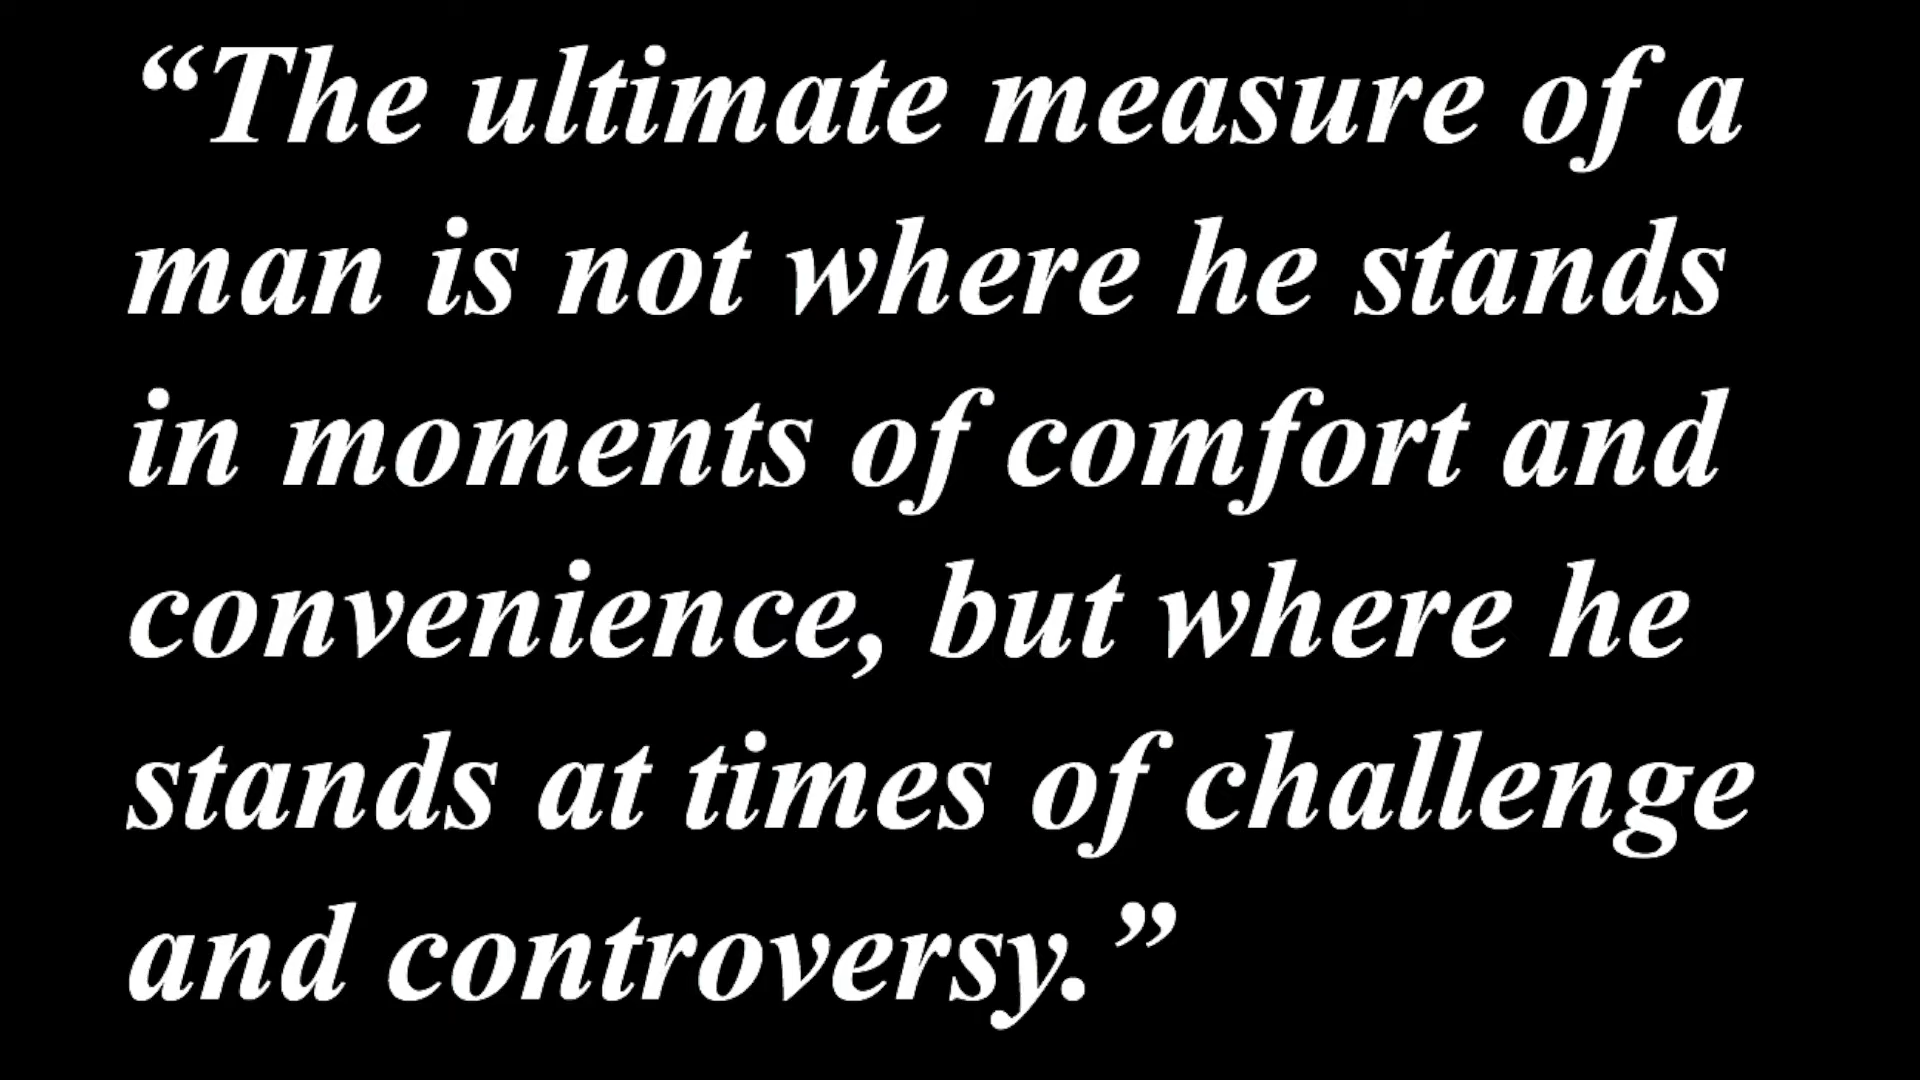 “The ultimate measure of a
man is not where he stands
in moments of comfort and
convenience, but where he
stands at times of challenge
and controversy.”